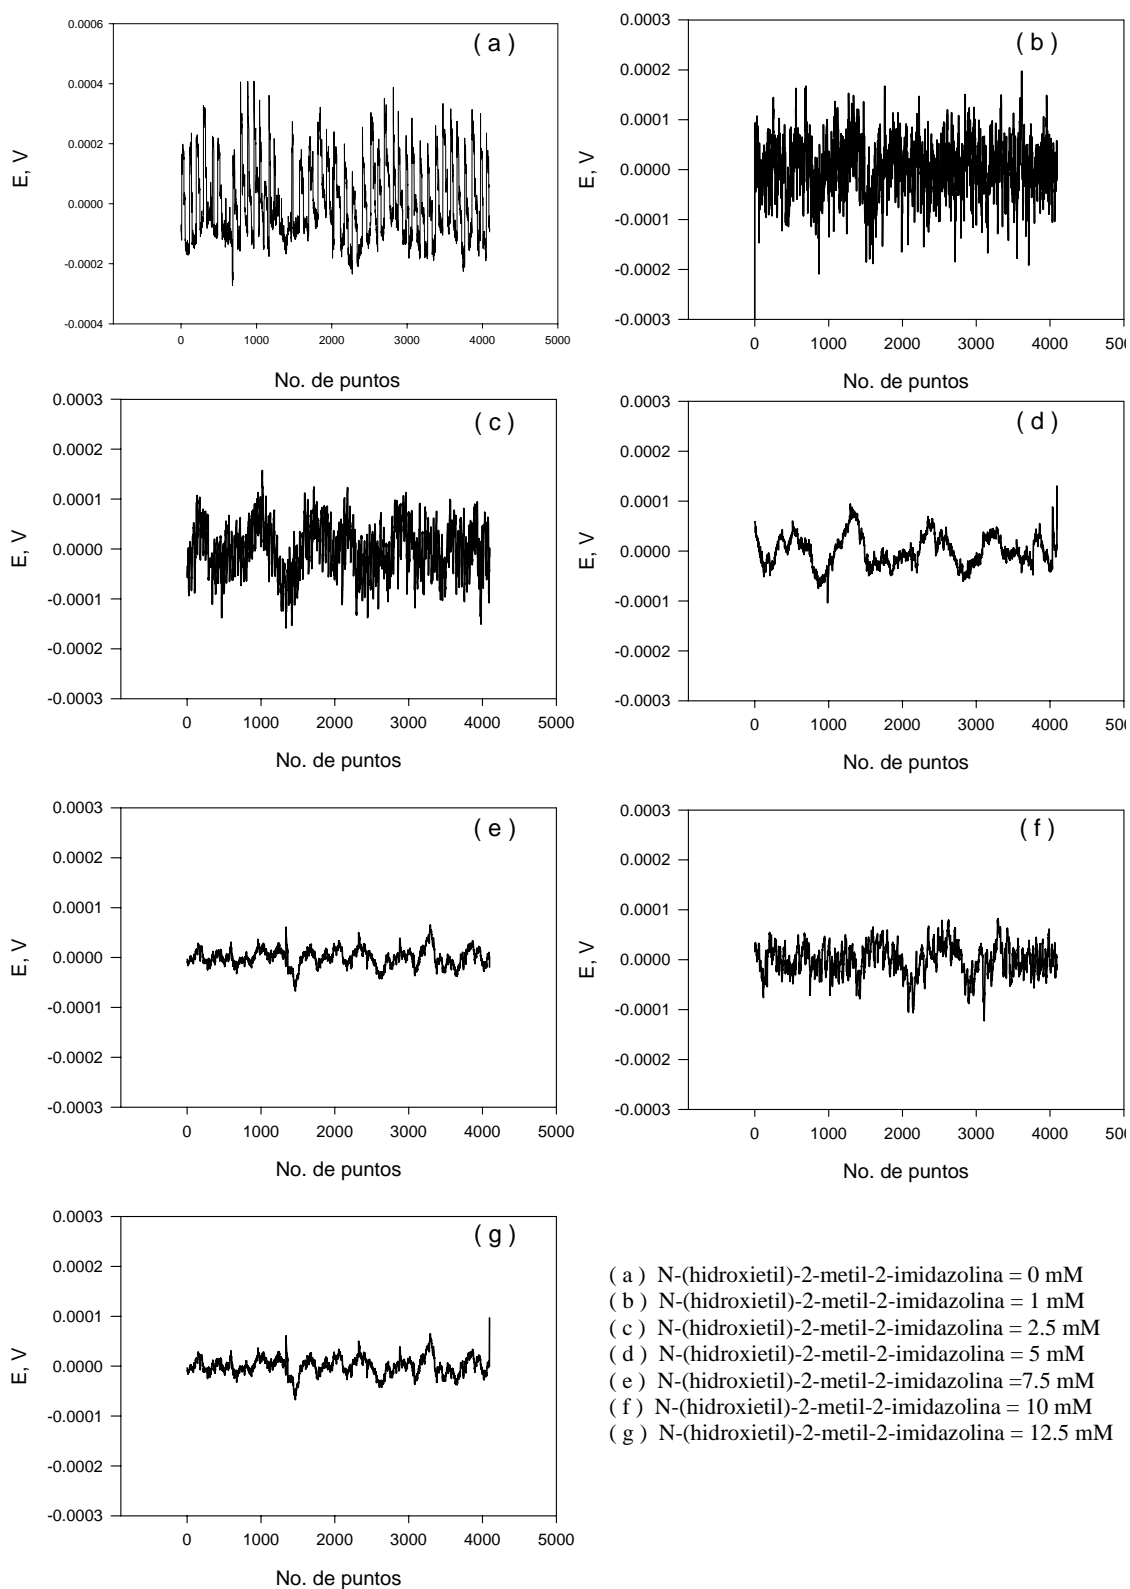 ( a )
0.0006
0.0004
0.0002
0.0000
-0.0002
-0.0004
E, V
0 1000 2000 3000 4000 5000
No. de puntos
( b )
0.0003
0.0002
0.0001
0.0000
-0.0001
-0.0002
-0.0003
E, V
0 1000 2000 3000 4000 500
No. de puntos
( c )
0.0003
0.0002
0.0001
0.0000
-0.0001
-0.0002
-0.0003
E, V
0 1000 2000 3000 4000 5000
No. de puntos
( d )
0.0003
0.0002
0.0001
0.0000
-0.0001
-0.0002
-0.0003
E, V
0 1000 2000 3000 4000 500
No. de puntos
( e )
0.0003
0.0002
0.0001
0.0000
-0.0001
-0.0002
-0.0003
E, V
0 1000 2000 3000 4000 5000
No. de puntos
( f )
0.0003
0.0002
0.0001
0.0000
-0.0001
-0.0002
-0.0003
E, V
0 1000 2000 3000 4000 500
No. de puntos
( g )
0.0003
0.0002
0.0001
0.0000
-0.0001
-0.0002
-0.0003
E, V
0 1000 2000 3000 4000 5000
No. de puntos
( a ) N-(hidroxietil)-2-metil-2-imidazolina = 0 mM
( b ) N-(hidroxietil)-2-metil-2-imidazolina = 1 mM
( c ) N-(hidroxietil)-2-metil-2-imidazolina = 2.5 mM
( d ) N-(hidroxietil)-2-metil-2-imidazolina = 5 mM
( e ) N-(hidroxietil)-2-metil-2-imidazolina =7.5 mM
( f ) N-(hidroxietil)-2-metil-2-imidazolina = 10 mM
( g ) N-(hidroxietil)-2-metil-2-imidazolina = 12.5 mM